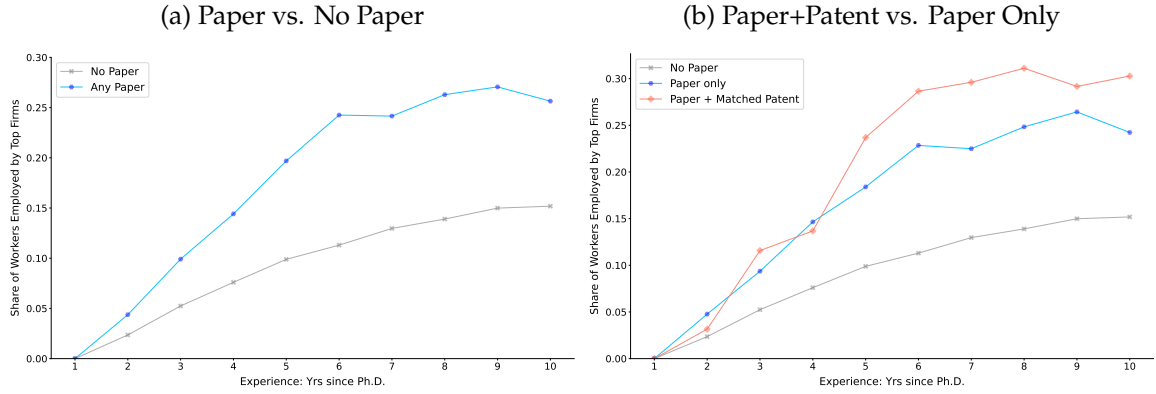 (a) Paper vs. No Paper
0.30
0.25
0.20
0.15
0.10
0.05
0.00
Share of Workers Employed by Top Firms
No Paper
Any Paper
1 2 3 4 5 6 7 8 9 10
Experience: Yrs since Ph.D.
(b) Paper+Patent vs. Paper Only
0.30
0.25
0.20
0.15
0.10
0.05
0.00
Share of Workers Employed by Top Firms
No Paper
Paper only
Paper + Matched Patent
1 2 3 4 5 6 7 8 9 10
Experience: Yrs since Ph.D.